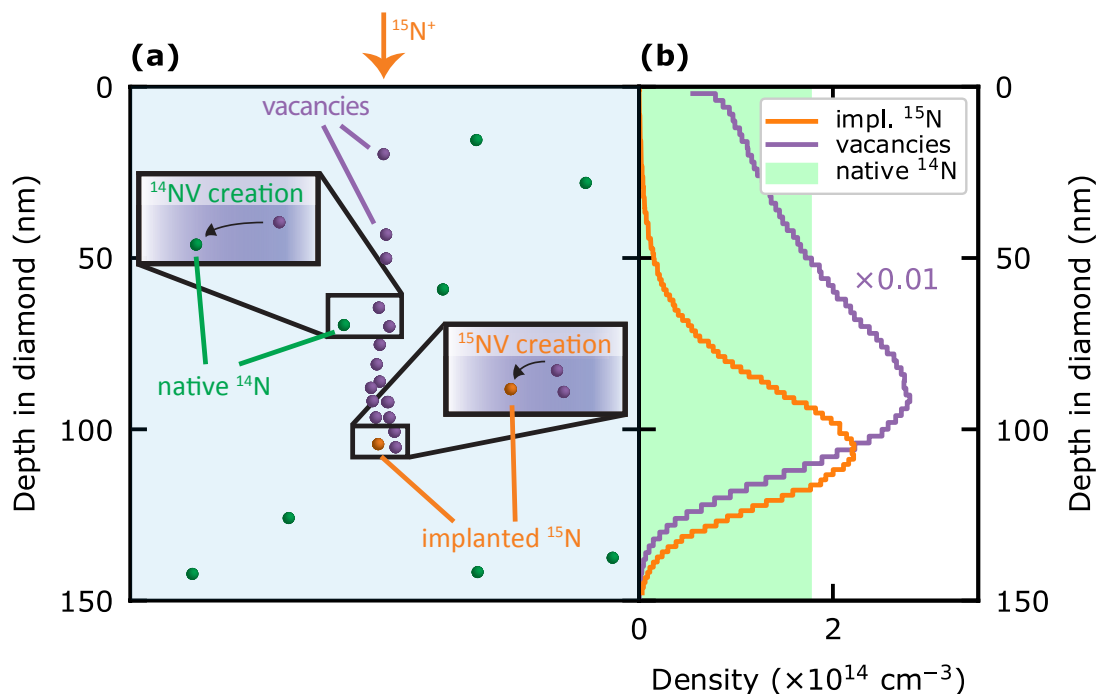 ¹⁵N⁺
(a)
(b)
0
50
100
150
Depth in diamond (nm)
vacancies
¹⁴NV creation
native ¹⁴N
¹⁵NV creation
implanted ¹⁵N
impl. ¹⁵N
vacancies
native ¹⁴N
×0.01
0
50
100
150
Depth in diamond (nm)
0
2
Density (×10¹⁴ cm⁻³)